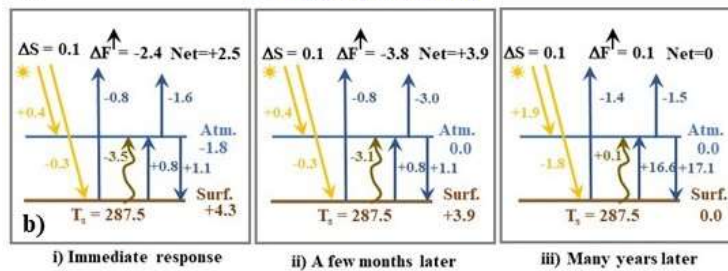 ΔS = 0.1 ΔF↑ = -2.4 Net=+2.5
+0.4
-0.3
-0.8
-1.6
-3.5
+0.8
+1.1
Atm.
-1.8
Surf.
+4.3
b)
Ts = 287.5
i) Immediate response
ΔS = 0.1 ΔF↑ = -3.8 Net=+3.9
+0.4
-0.3
-0.8
-3.0
-3.1
+0.8
+1.1
Atm.
0.0
Surf.
+3.9
Ts = 287.5
ii) A few months later
ΔS = 0.1 ΔF↑ = 0.1 Net=0
+1.9
-1.8
-1.4
-1.5
+0.1
+16.6
+17.1
Atm.
0.0
Surf.
0.0
Ts = 287.5
iii) Many years later